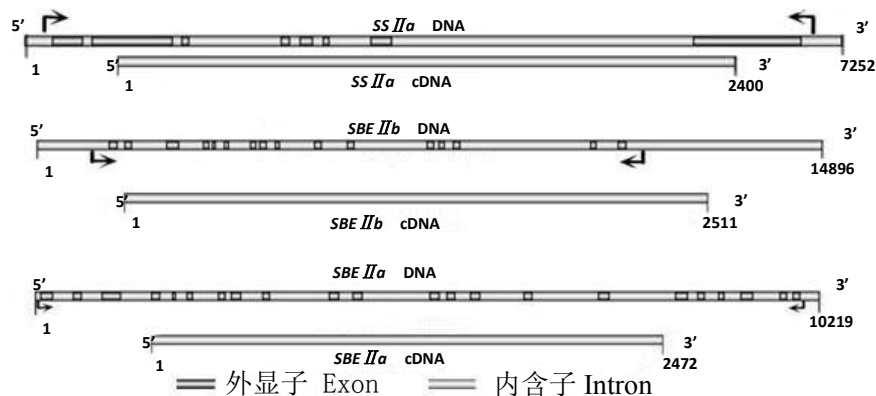 5’ SSⅡa DNA 3’
1 7252
5’ 3’
1 SSⅡa cDNA 2400
5’ SBEⅡb DNA 3’
1 14896
5’ 3’
1 SBEⅡb cDNA 2511
5’ SBEⅡa DNA 3’
1 10219
5’ 3’
1 SBEⅡa cDNA 2472
外显子 Exon 内含子 Intron